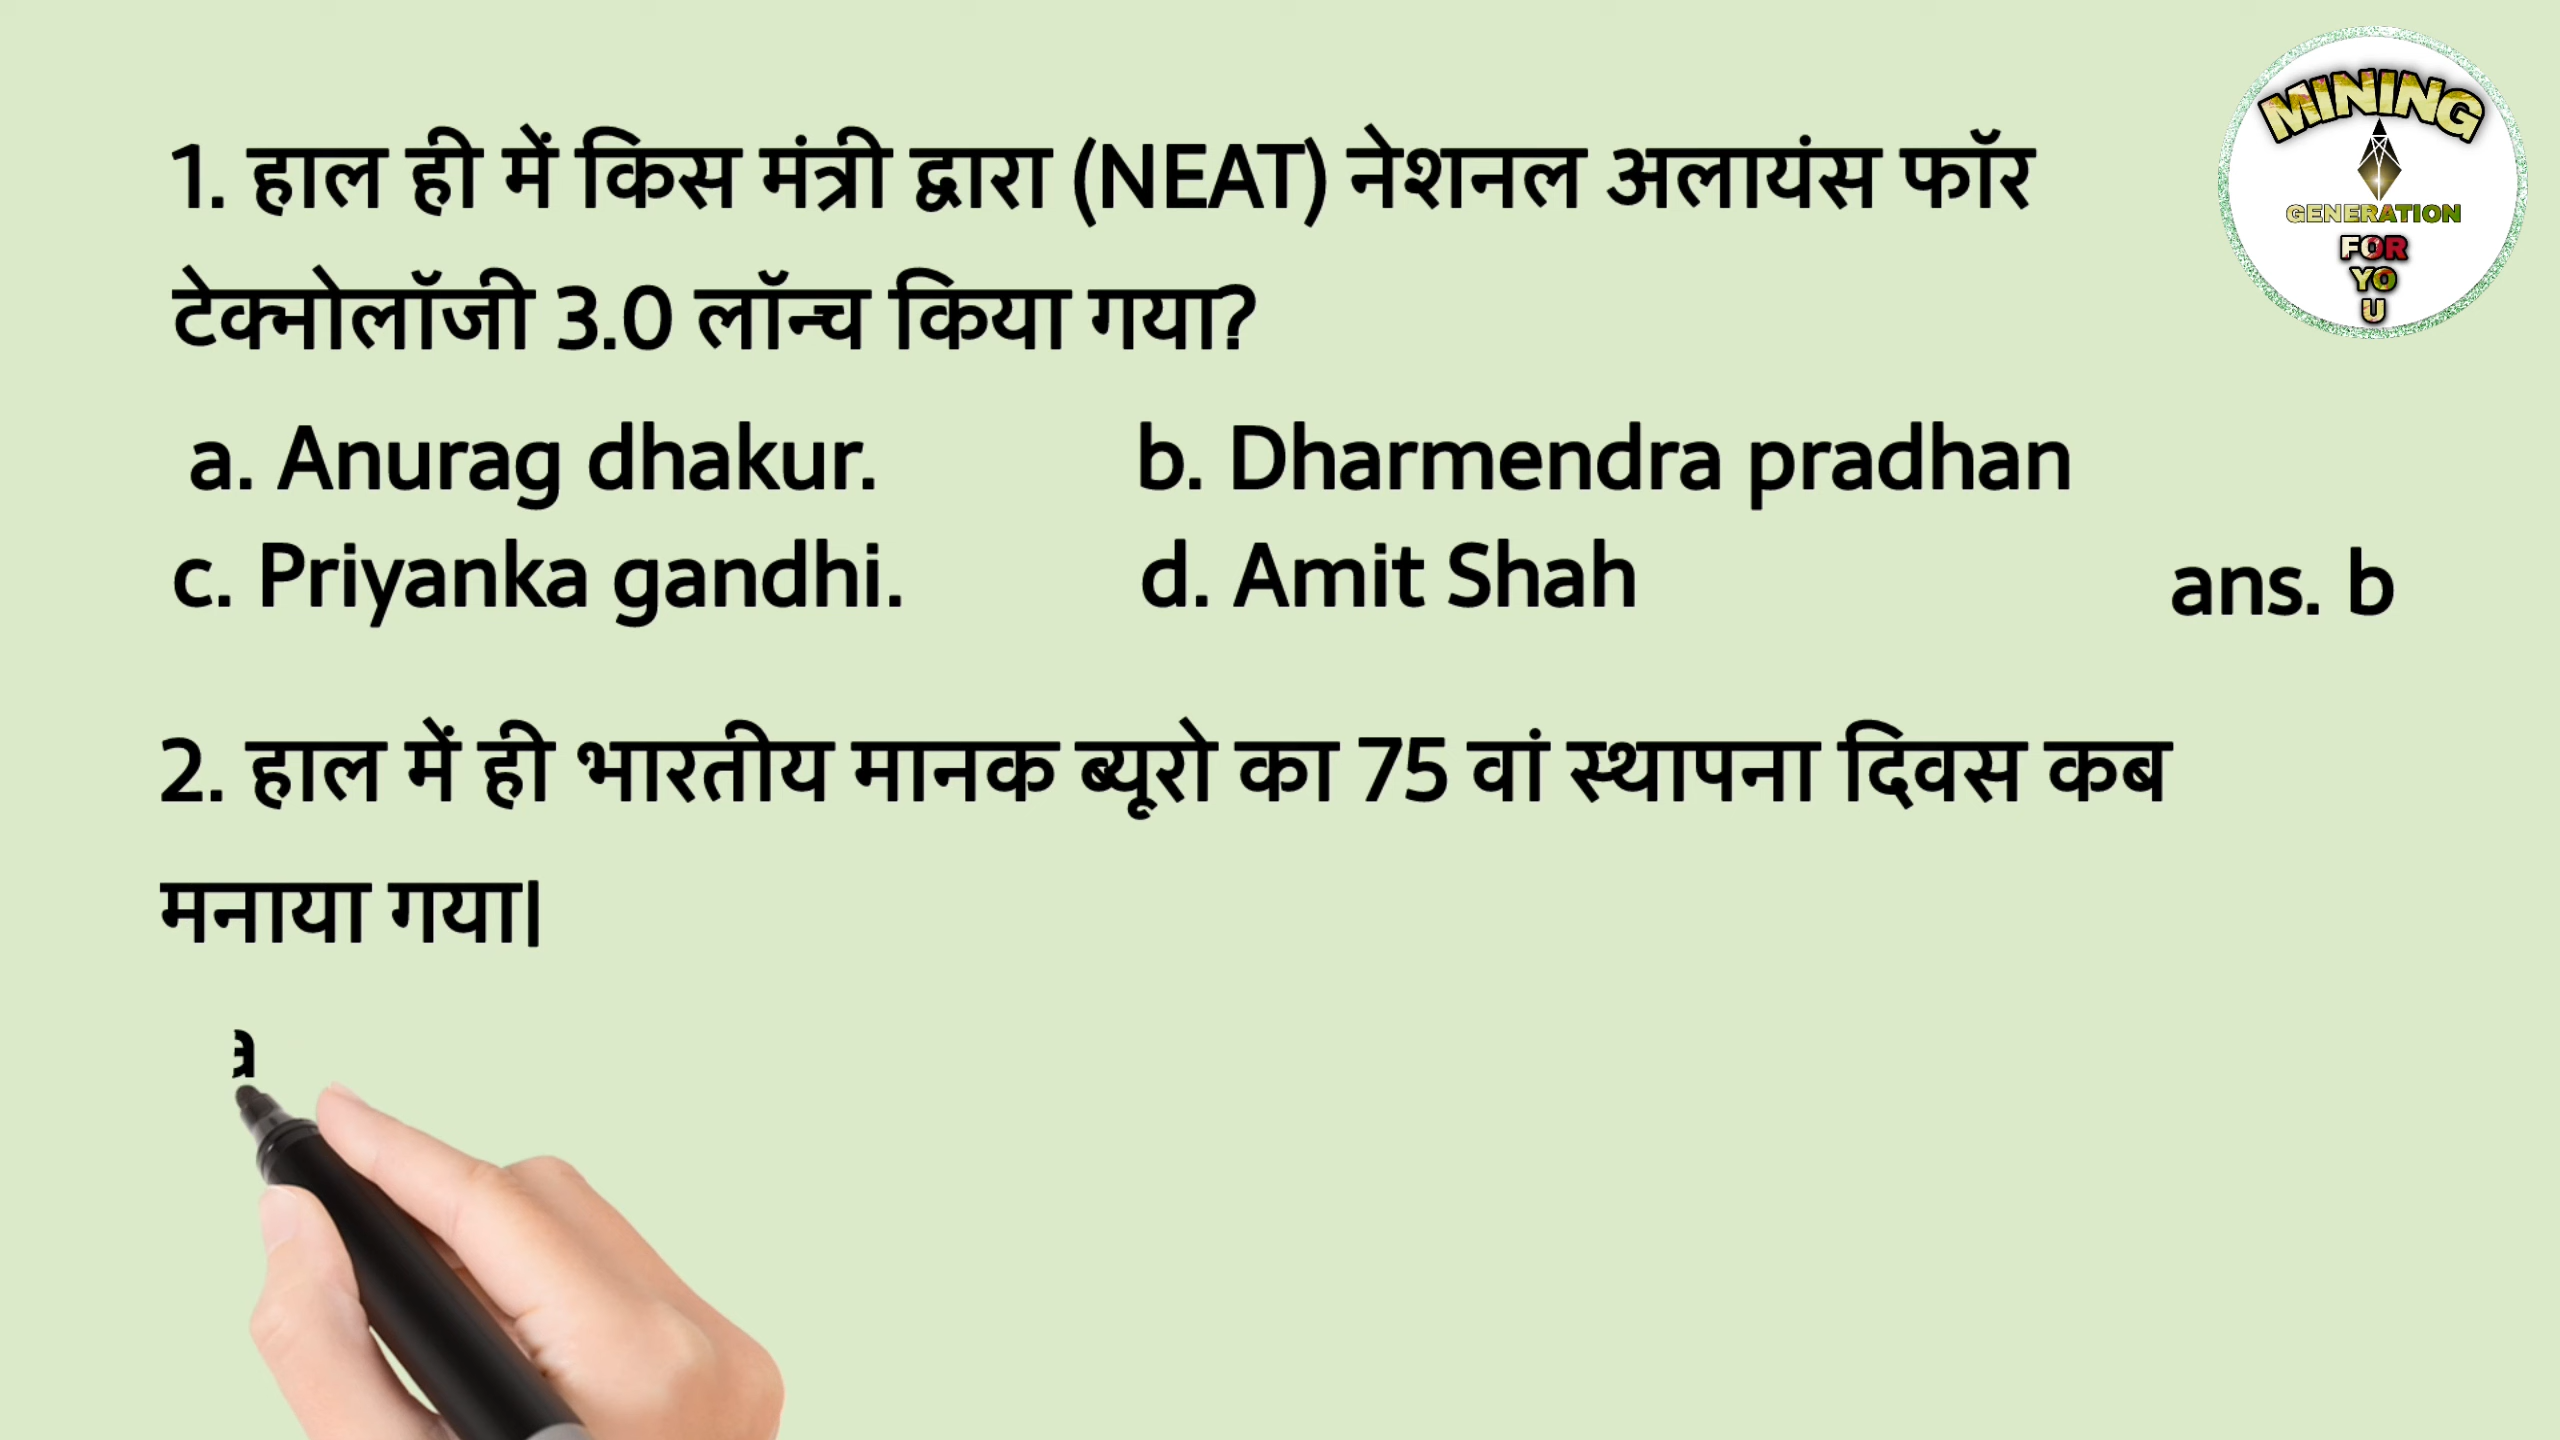 1. हाल ही में किस मंत्री द्वारा (NEAT) नेशनल अलायंस फॉर
टेक्नोलॉजी 3.0 लॉन्च किया गया?
a. Anurag dhakur. b. Dharmendra pradhan
c. Priyanka gandhi. d. Amit Shah ans. b
2. हाल में ही भारतीय मानक ब्यूरो का 75 वां स्थापना दिवस कब
मनाया गया।
a
MINING
GENERATION
FOR
YO
U